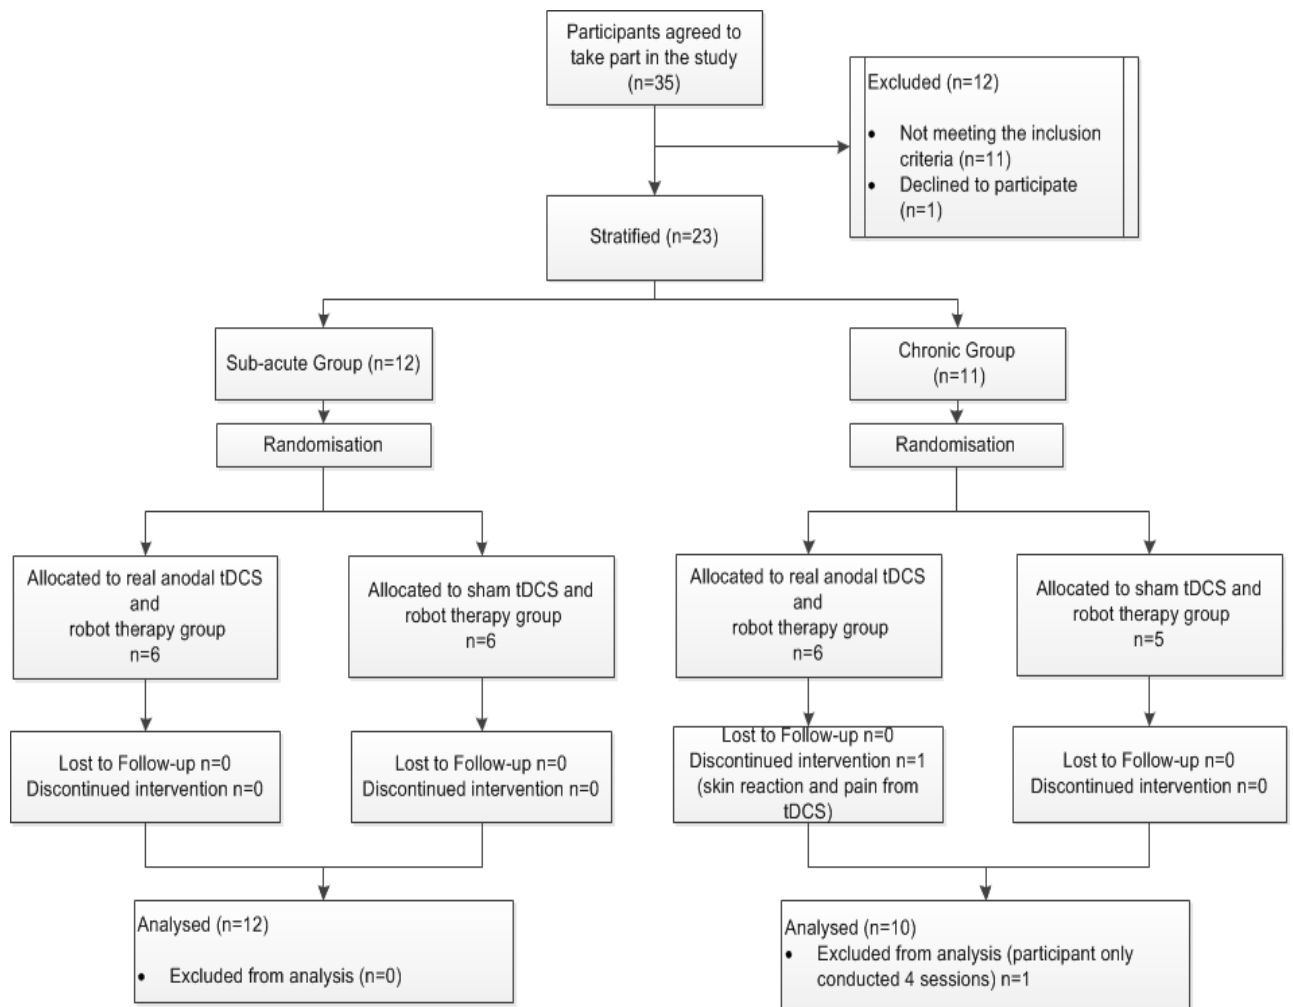 Participants agreed to
take part in the study
(n=35)
Excluded (n=12)
• Not meeting the inclusion
criteria (n=11)
• Declined to participate
(n=1)
Stratified (n=23)
Sub-acute Group (n=12)
Chronic Group
(n=11)
Randomisation
Randomisation
Allocated to real anodal tDCS
and
robot therapy group
n=6
Allocated to sham tDCS and
robot therapy group
n=6
Allocated to real anodal tDCS
and
robot therapy group
n=6
Allocated to sham tDCS and
robot therapy group
n=5
Lost to Follow-up n=0
Discontinued intervention n=0
Lost to Follow-up n=0
Discontinued intervention n=0
Lost to Follow-up n=0
Discontinued intervention n=1
(skin reaction and pain from
tDCS)
Lost to Follow-up n=0
Discontinued intervention n=0
Analysed (n=12)
• Excluded from analysis (n=0)
Analysed (n=10)
• Excluded from analysis (participant only
conducted 4 sessions) n=1